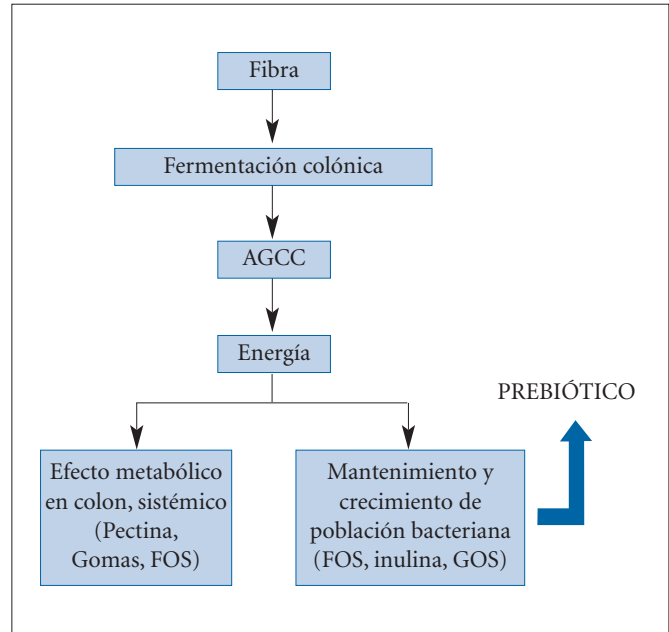 Fibra
Fermentación colónica
AGCC
Energía
PREBIÓTICO
Efecto metabólico
en colon, sistémico
(Pectina,
Gomas, FOS)
Mantenimiento y
crecimiento de
población bacteriana
(FOS, inulina, GOS)